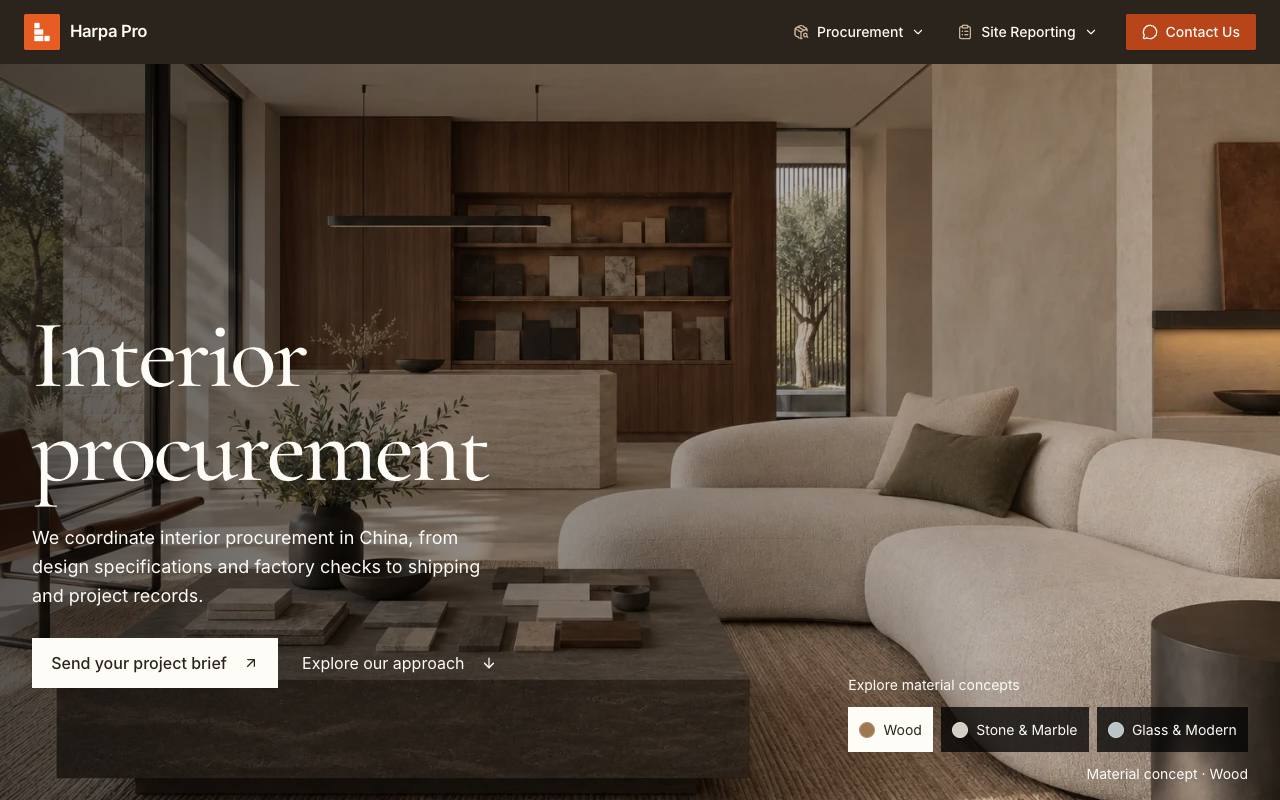 Harpa Pro
Procurement
Site Reporting
Contact Us
Interior
procurement
We coordinate interior procurement in China, from
design specifications and factory checks to shipping
and project records.
Send your project brief
Explore our approach
Explore material concepts
Wood
Stone & Marble
Glass & Modern
Material concept · Wood